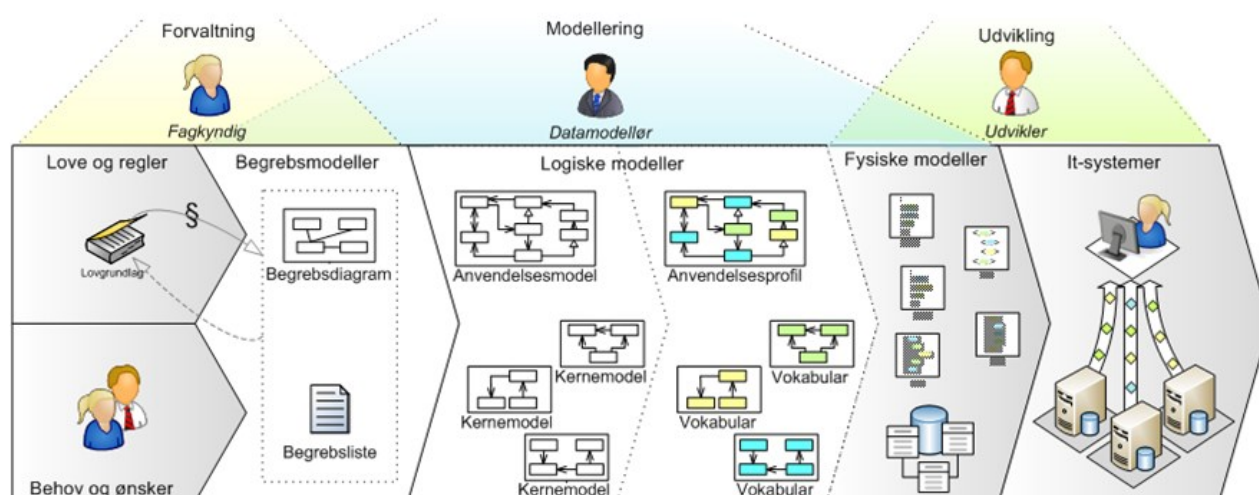 Forvaltning
Modellering
Udvikling
Fagkyndig
Datamodellør
Udvikler
Love og regler
Begrebsmodeller
Logiske modeller
Fysiske modeller
It-systemer
§
Lovgrundlag
Begrebsdiagram
Anvendelsesmodel
Anvendelsesprofil
Kernemodel
Vokabular
Kernemodel
Vokabular
Begrebsliste
Behov og ønsker
Kernemodel
Vokabular